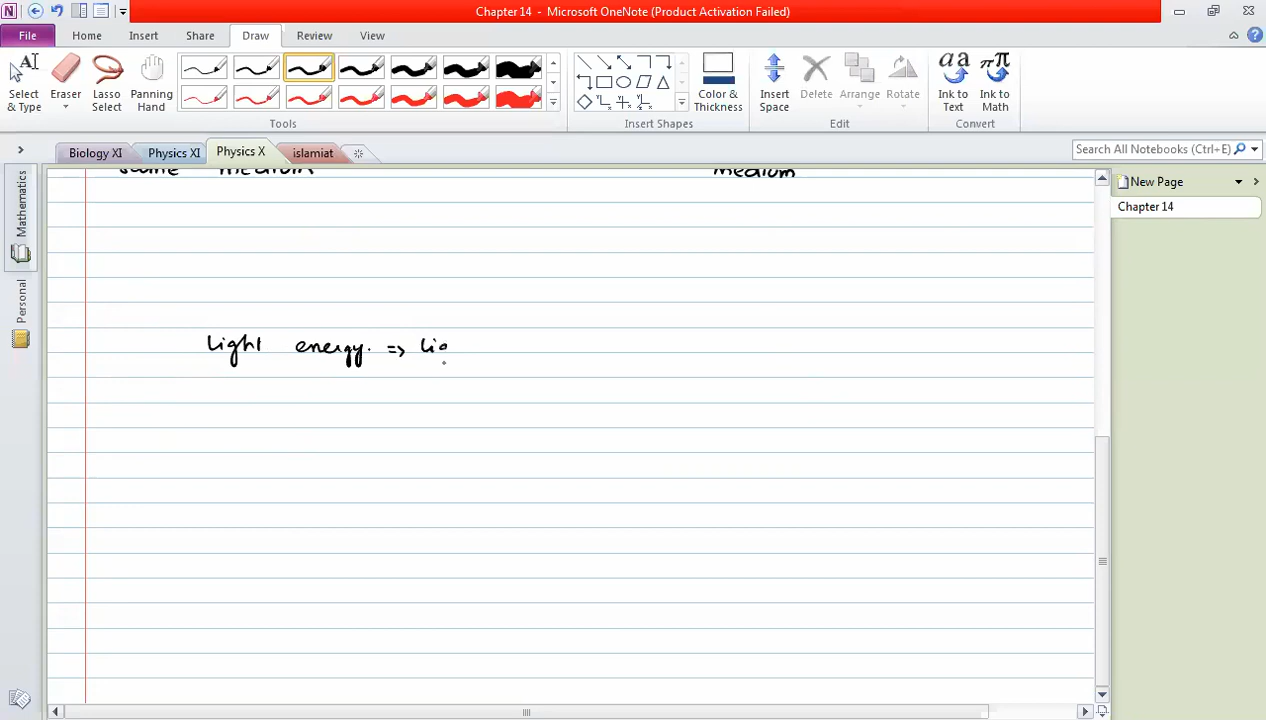 Chapter 14 - Microsoft OneNote (Product Activation Failed)
File Home Insert Share Draw Review View
Select & Type
Eraser
Lasso Select
Panning Hand
Color & Thickness
Insert Space
Delete
Arrange
Rotate
Ink to Text
Ink to Math
Tools
Insert Shapes
Edit
Convert
Biology XI
Physics XI
Physics X
islamiat
Search All Notebooks (Ctrl+E)
New Page
Chapter 14
Mathematics
Personal
same medium medium
Light energy. => Lig